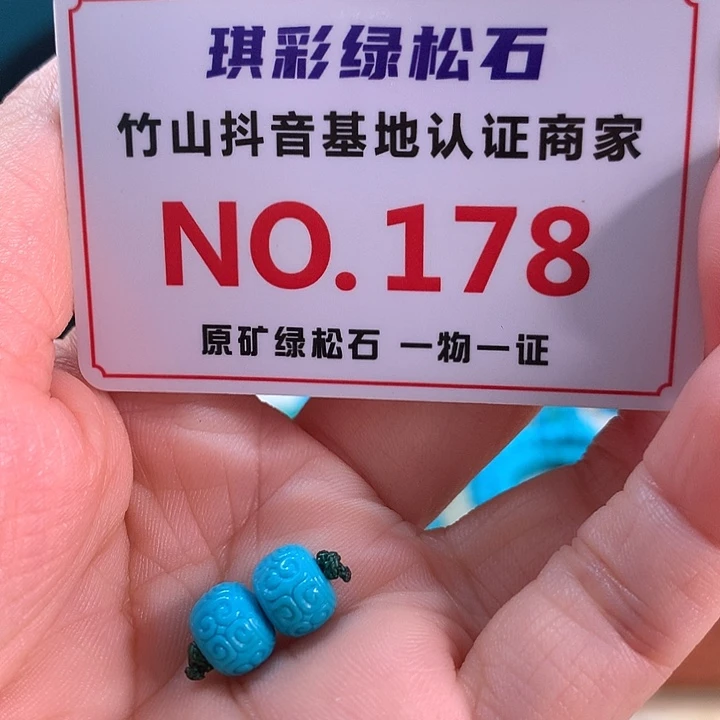 琪彩绿松石
竹山抖音基地认证商家
NO.178
原矿绿松石 一物一证